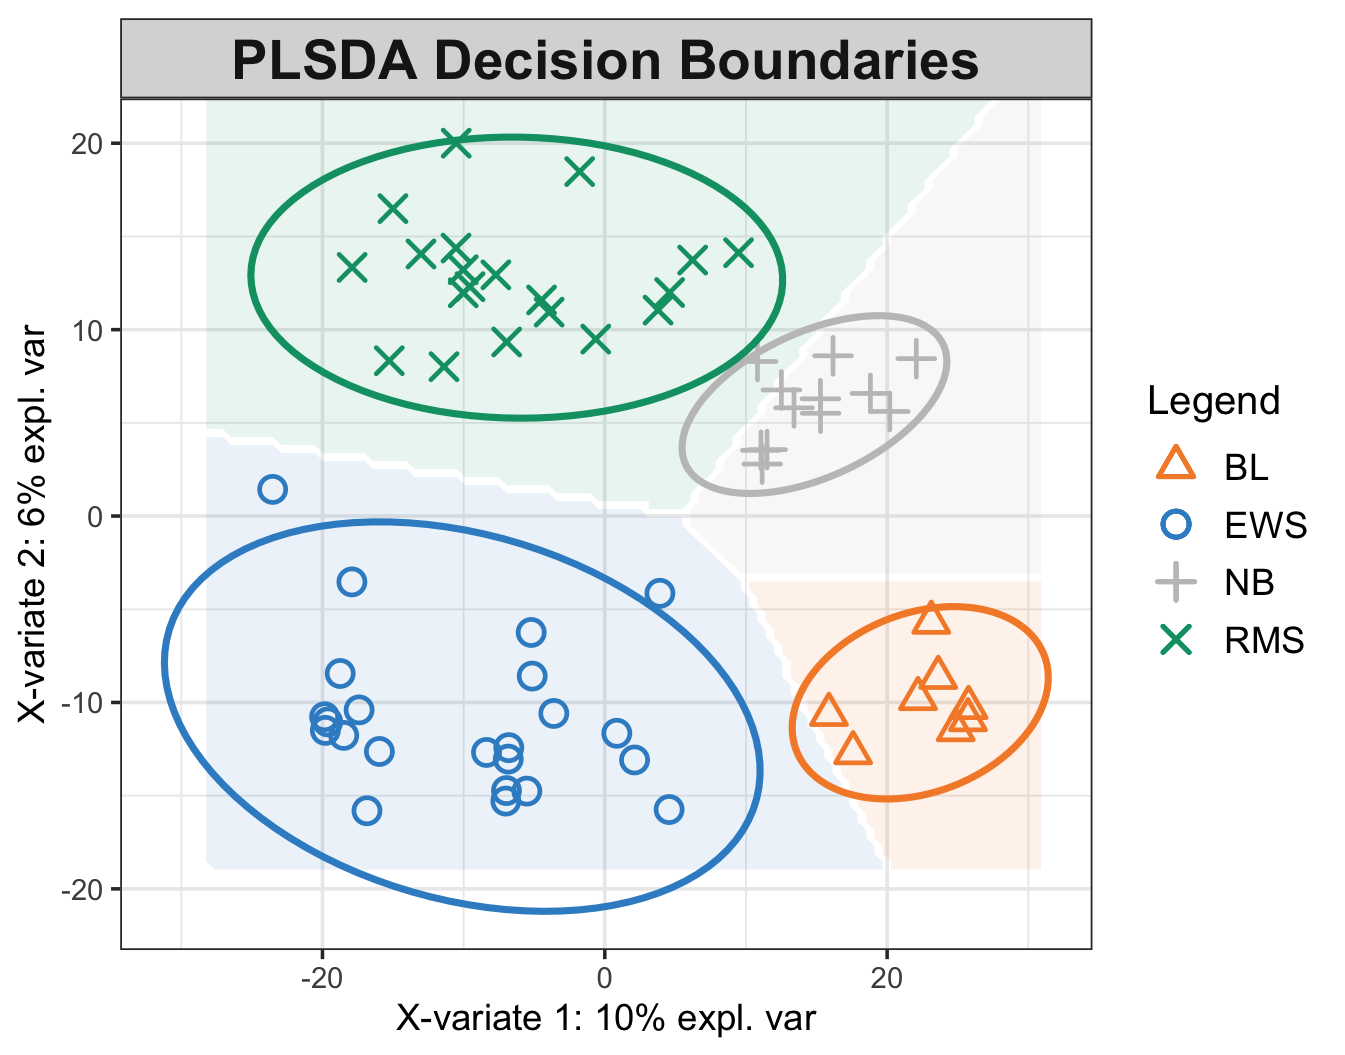 PLSDA Decision Boundaries
20
10
0
-10
-20
X-variate 2: 6% expl. var
-20
0
20
X-variate 1: 10% expl. var
Legend
BL
EWS
NB
RMS